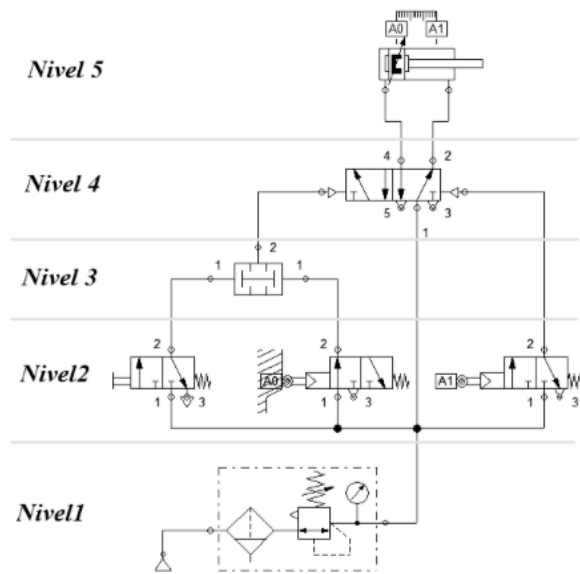 A0 A1
Nivel 5
4 2
Nivel 4
5 3
1
2
1 1
Nivel 3
2 2 2
Nivel2
A0 A1
1 3 1 3 1 3
Nivel1